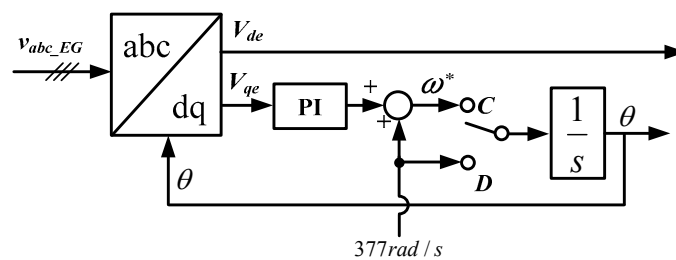 v_abc_EG
abc
dq
V_de
V_qe
PI
+
+
ω*
C
D
1
s
θ
θ
377rad / s